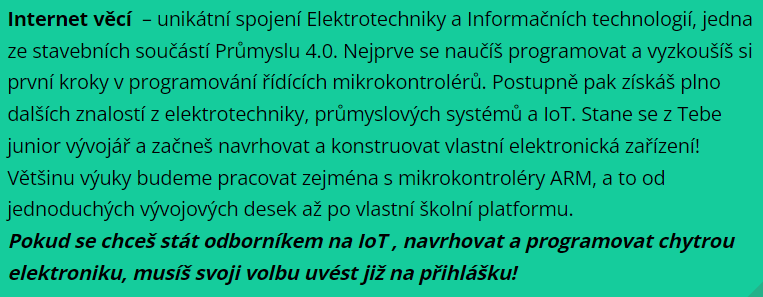 Internet věcí – unikátní spojení Elektrotechniky a Informačních technologií, jedna
ze stavebních součástí Průmyslu 4.0. Nejprve se naučíš programovat a vyzkoušíš si
první kroky v programování řídících mikrokontrolérů. Postupně pak získáš plno
dalších znalostí z elektrotechniky, průmyslových systémů a IoT. Stane se z Tebe
junior vývojář a začneš navrhovat a konstruovat vlastní elektronická zařízení!
Většinu výuky budeme pracovat zejména s mikrokontroléry ARM, a to od
jednoduchých vývojových desek až po vlastní školní platformu.
Pokud se chceš stát odborníkem na IoT , navrhovat a programovat chytrou
elektroniku, musíš svoji volbu uvést již na přihlášku!